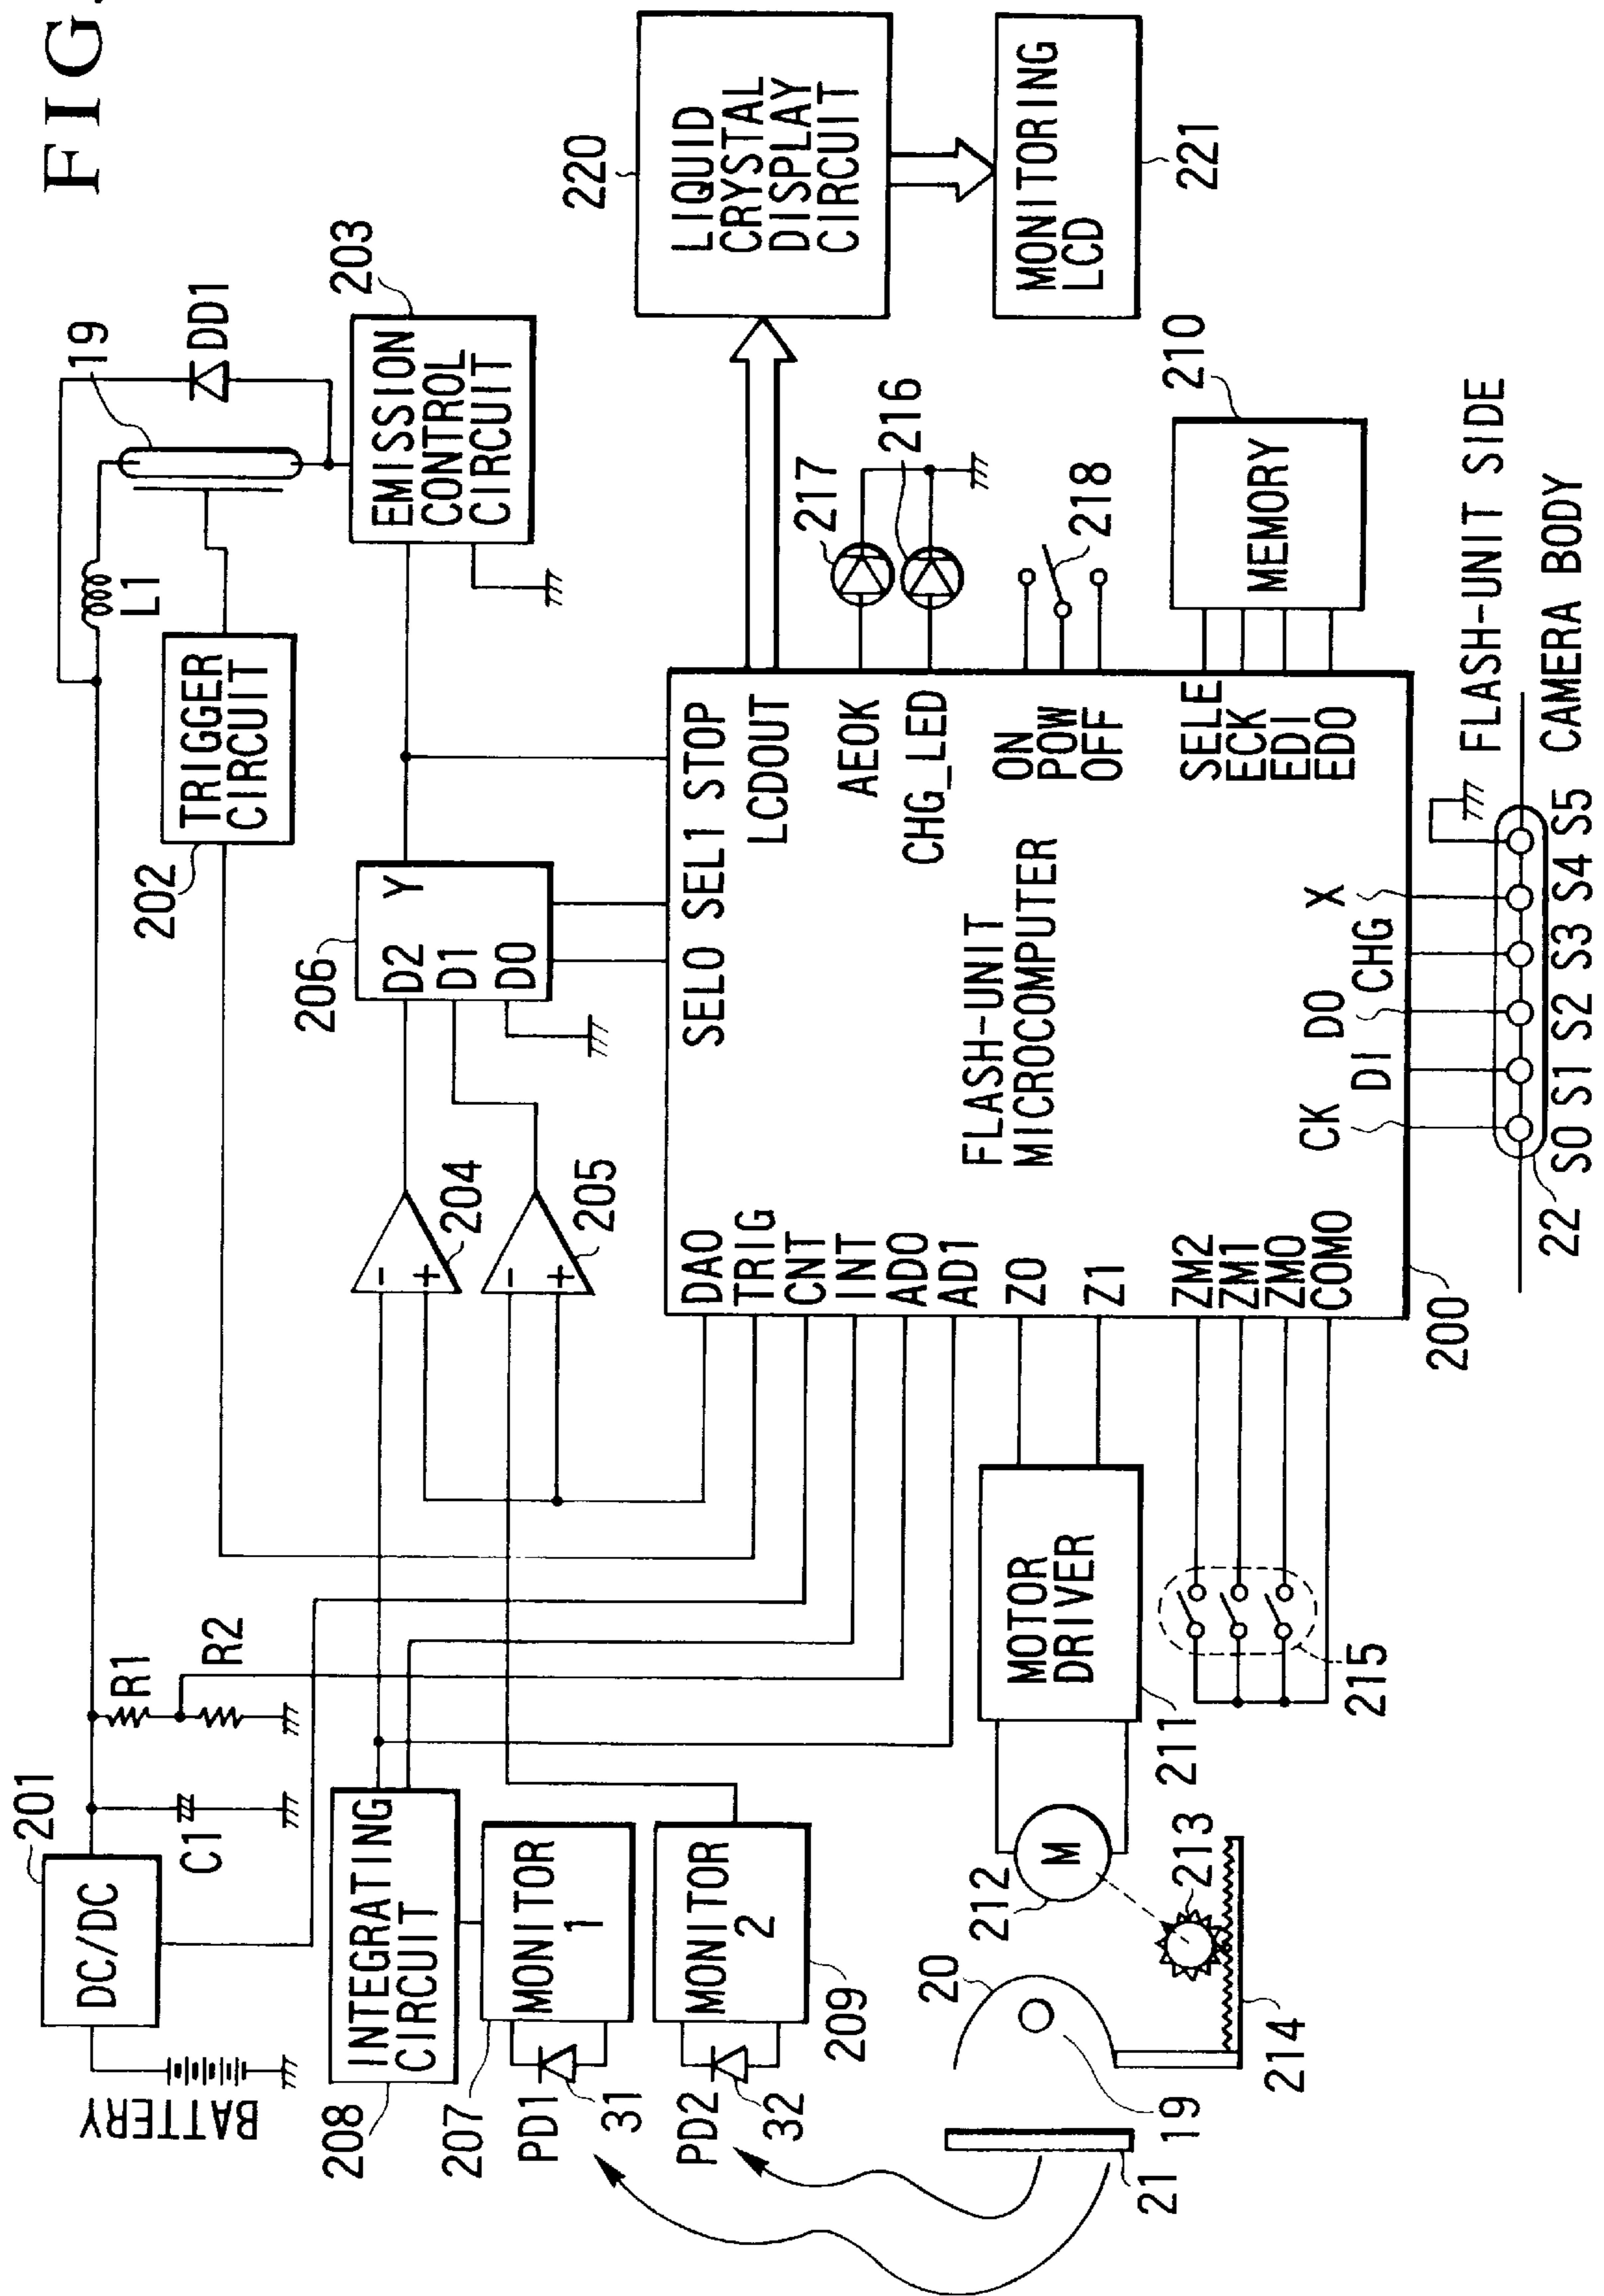 FIG.
201
DC/DC
BATTERY
C1
R1
R2
202
TRIGGER
CIRCUIT
L1
19
DD1
203
EMISSION
CONTROL
CIRCUIT
206
D2
D1
D0
Y
204
-
+
205
-
+
208
INTEGRATING
CIRCUIT
207
MONITOR
1
PD1
31
MONITOR
2
209
PD2
32
220
LIQUID
CRYSTAL
DISPLAY
CIRCUIT
MONITORING
LCD
221
SEL0 SEL1 STOP
LCDOUT
DA0
TRIG
CNT
INT
AD0
AD1
Z0
Z1
ZM2
ZM1
ZM0
COM0
AEOK
CHG_LED
ON
POW
OFF
SELE
ECK
EDI
EDO
FLASH-UNIT
MICROCOMPUTER
200
217
216
218
210
MEMORY
MOTOR
DRIVER
211
212
M
213
214
215
20
19
21
CK
DI
DO
CHG
X
22
S0 S1 S2 S3 S4 S5
FLASH-UNIT SIDE
CAMERA BODY